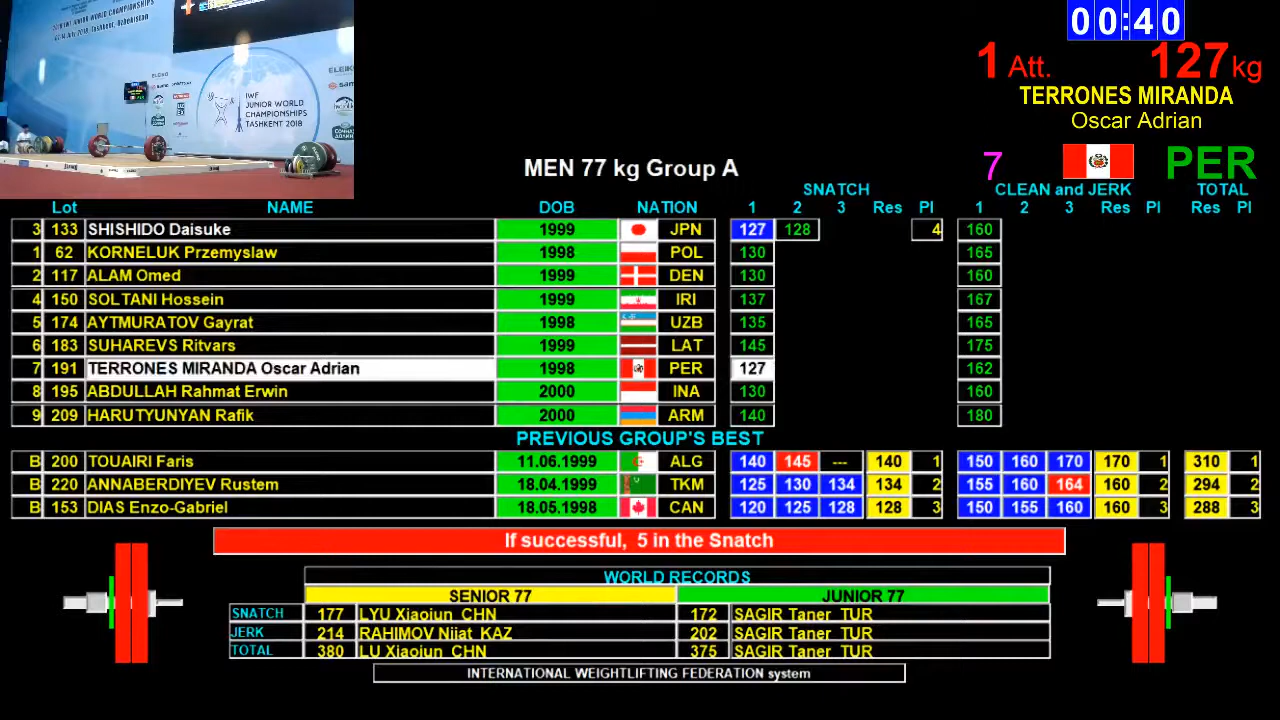 2018 IWF JUNIOR WORLD CHAMPIONSHIPS
IWF
JUNIOR WORLD
CHAMPIONSHIPS
TASHKENT 2018
ELEIKO
00:40
1 Att. 127kg
TERRONES MIRANDA
Oscar Adrian
7 PER
MEN 77 kg Group A
SNATCH CLEAN and JERK TOTAL
Lot NAME DOB NATION 1 2 3 Res Pl 1 2 3 Res Pl Res Pl
3 133 SHISHIDO Daisuke 1999 JPN 127 128 4 160
1 62 KORNELUK Przemyslaw 1998 POL 130 165
2 117 ALAM Omed 1999 DEN 130 160
4 150 SOLTANI Hossein 1999 IRI 137 167
5 174 AYTMURATOV Gayrat 1998 UZB 135 165
6 183 SUHAREVS Ritvars 1999 LAT 145 175
7 191 TERRONES MIRANDA Oscar Adrian 1998 PER 127 162
8 195 ABDULLAH Rahmat Erwin 2000 INA 130 160
9 209 HARUTYUNYAN Rafik 2000 ARM 140 180
PREVIOUS GROUP'S BEST
B 200 TOUAIRI Faris 11.06.1999 ALG 140 145 --- 140 1 150 160 170 170 1 310 1
B 220 ANNABERDIYEV Rustem 18.04.1999 TKM 125 130 134 134 2 155 160 164 160 2 294 2
B 153 DIAS Enzo-Gabriel 18.05.1998 CAN 120 125 128 128 3 150 155 160 160 3 288 3
If successful, 5 in the Snatch
WORLD RECORDS
SENIOR 77 JUNIOR 77
SNATCH 177 LYU Xiaojun CHN 172 SAGIR Taner TUR
JERK 214 RAHIMOV Nijat KAZ 202 SAGIR Taner TUR
TOTAL 380 LU Xiaojun CHN 375 SAGIR Taner TUR
INTERNATIONAL WEIGHTLIFTING FEDERATION system